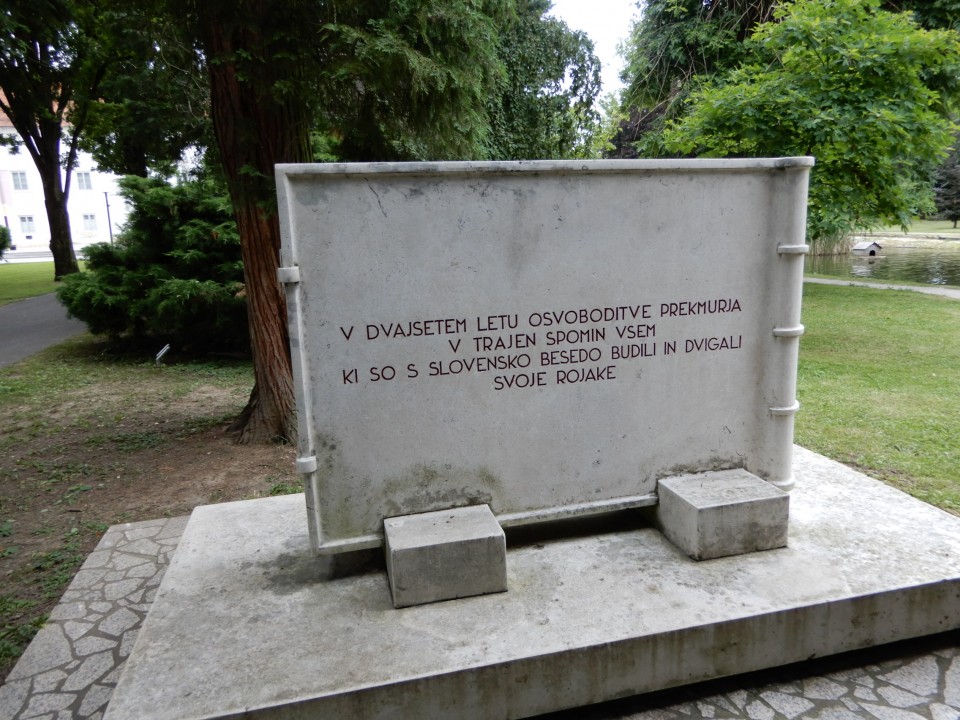 V DVAJSETEM LETU OSVOBODITVE PREKMURJA
V TRAJEN SPOMIN VSEM
KI SO S SLOVENSKO BESEDO BUDILI IN DVIGALI
SVOJE ROJAKE